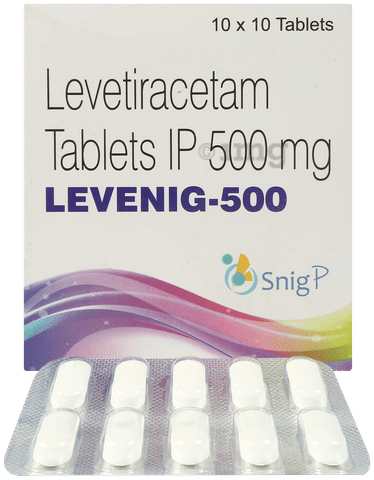 10 x 10 Tablets
Levetiracetam
Tablets IP 500 mg
LEVENIG-500
SnigP